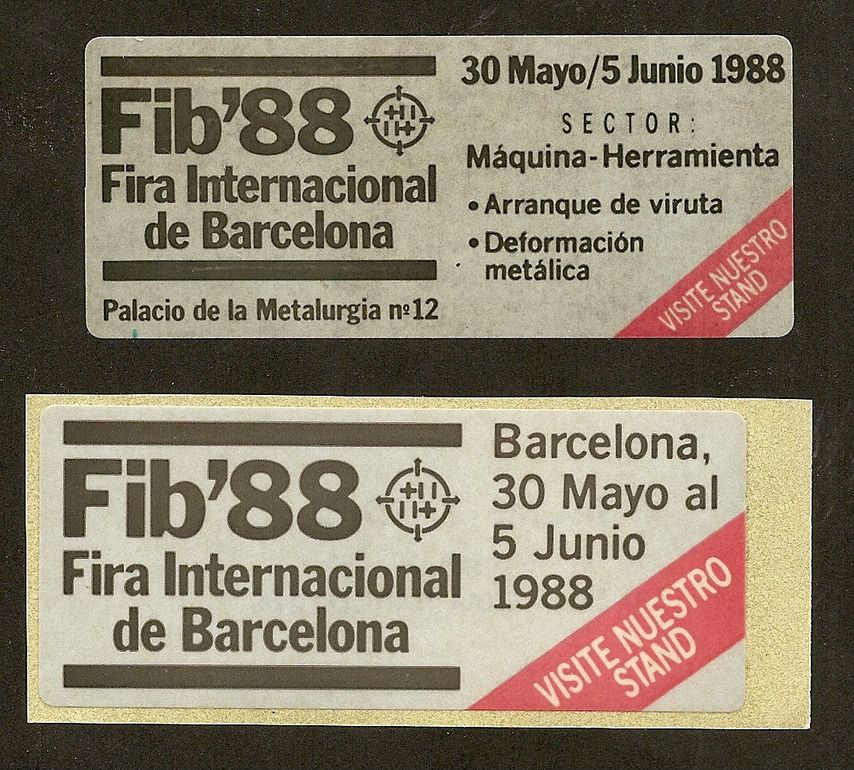 Fib'88
Fira Internacional
de Barcelona
Palacio de la Metalurgia nº12
30 Mayo/5 Junio 1988
SECTOR:
Máquina-Herramienta
• Arranque de viruta
• Deformación
metálica
VISITE NUESTRO
STAND
Fib'88
Fira Internacional
de Barcelona
Barcelona,
30 Mayo al
5 Junio
1988
VISITE NUESTRO
STAND